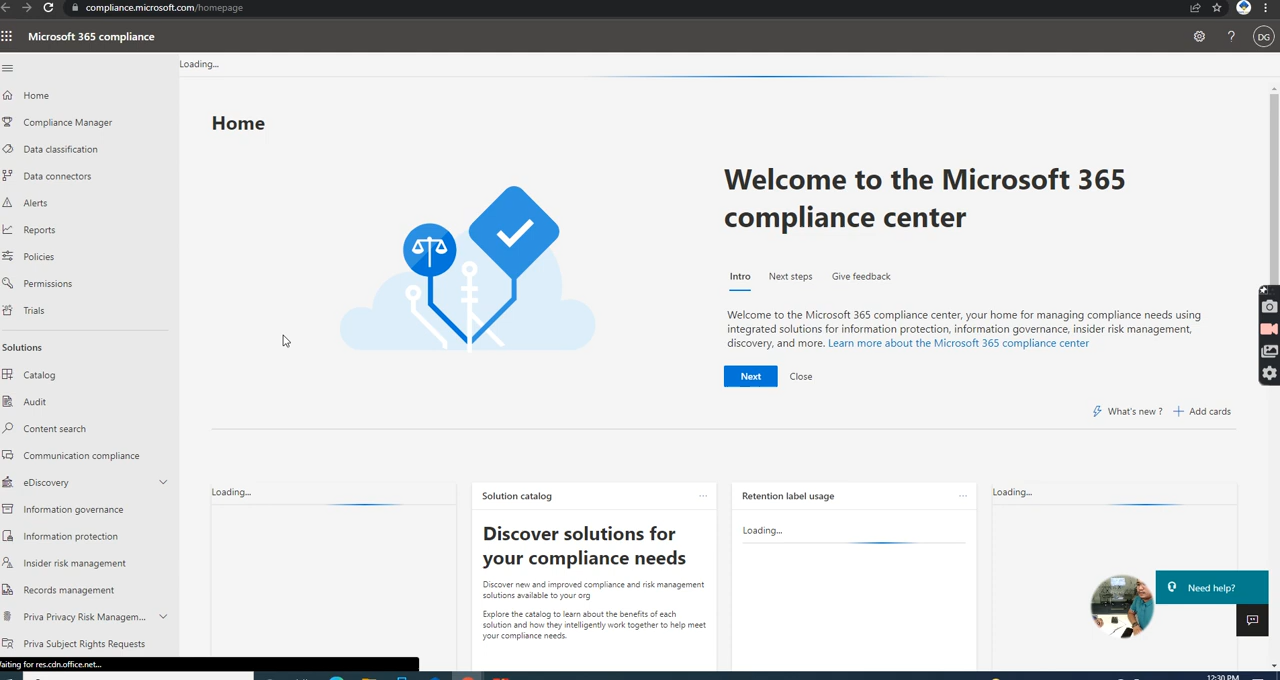 compliance.microsoft.com/homepage
Microsoft 365 compliance
DG
Loading...
Home
Compliance Manager
Data classification
Data connectors
Alerts
Reports
Policies
Permissions
Trials
Solutions
Catalog
Audit
Content search
Communication compliance
eDiscovery
Information governance
Information protection
Insider risk management
Records management
Priva Privacy Risk Managem...
Priva Subject Rights Requests
Home
Welcome to the Microsoft 365
compliance center
Intro Next steps Give feedback
Welcome to the Microsoft 365 compliance center, your home for managing compliance needs using
integrated solutions for information protection, information governance, insider risk management,
discovery, and more. Learn more about the Microsoft 365 compliance center
Next Close
What's new ? Add cards
Loading...
Solution catalog
Discover solutions for
your compliance needs
Discover new and improved compliance and risk management
solutions available to your org
Explore the catalog to learn about the benefits of each
solution and how they intelligently work together to help meet
your compliance needs.
Retention label usage
Loading...
Loading...
Need help?
aiting for res.cdn.office.net...
12:30 PM